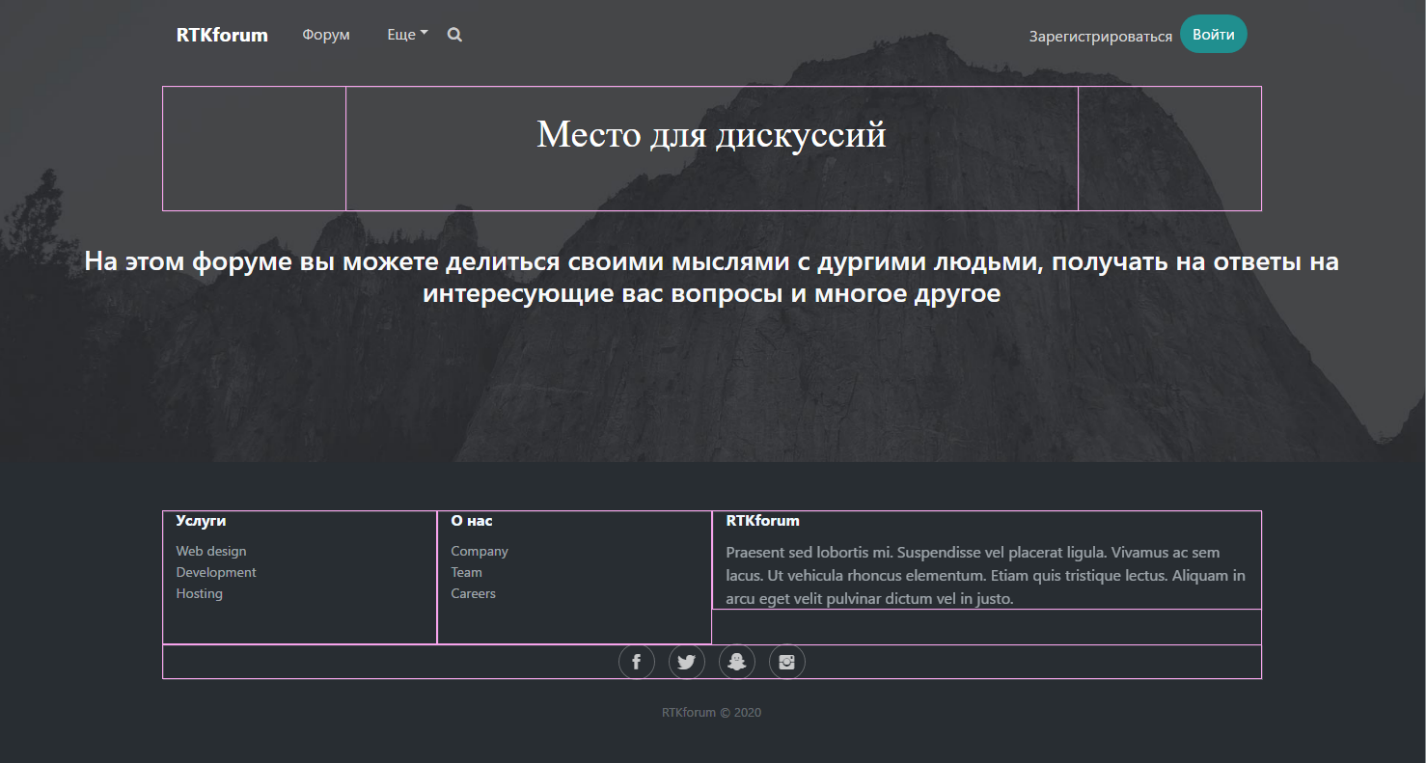 RTKforum Форум Еще Зарегистрироваться Войти
Место для дискуссий
На этом форуме вы можете делиться своими мыслями с дургими людьми, получать на ответы на
интересующие вас вопросы и многое другое
Услуги
Web design
Development
Hosting
О нас
Company
Team
Careers
RTKforum
Praesent sed lobortis mi. Suspendisse vel placerat ligula. Vivamus ac sem
lacus. Ut vehicula rhoncus elementum. Etiam quis tristique lectus. Aliquam in
arcu eget velit pulvinar dictum vel in justo.
RTKforum © 2020